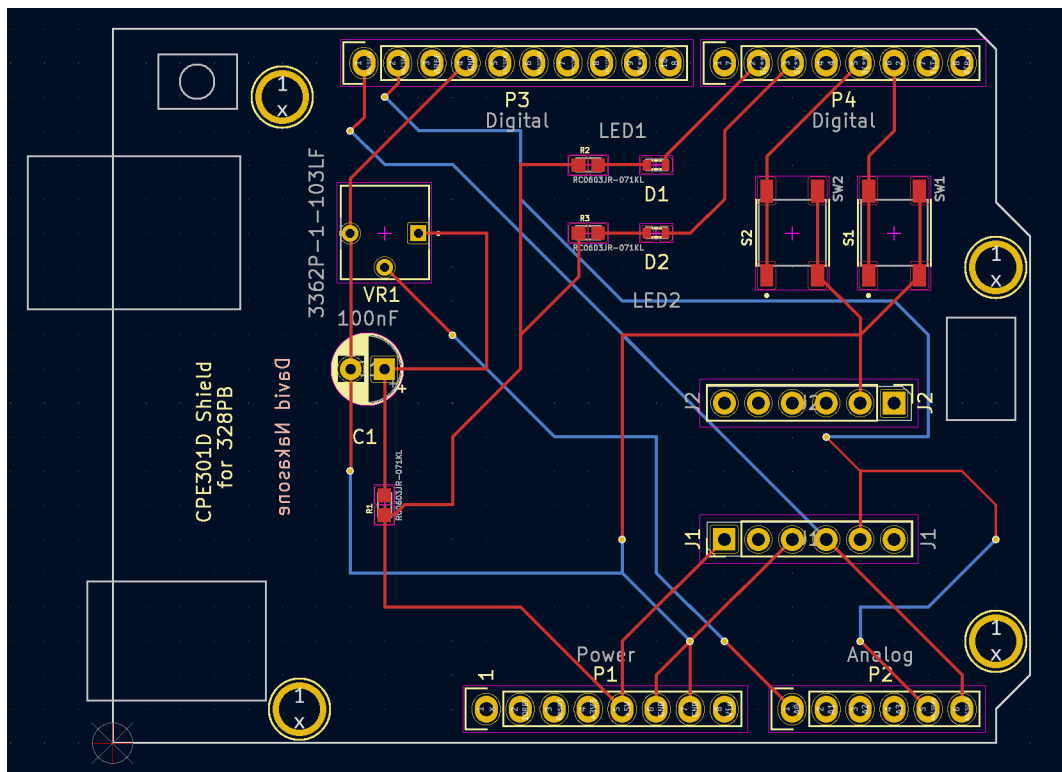 1
x
P3
Digital
P4
Digital
LED1
R2
RC0603JR-071KL
D1
SW2
SW1
3362P-1-103LF
R3
RC0603JR-071KL
D2
S2
S1
VR1
1
x
LED2
100nF
+
CPE301D Shield
for 328PB
David Nakasone
C1
J2
J2
J2
R1
RC0603JR-071KL
J1
J1
J1
1
x
Power
P1
1
Analog
P2
1
x